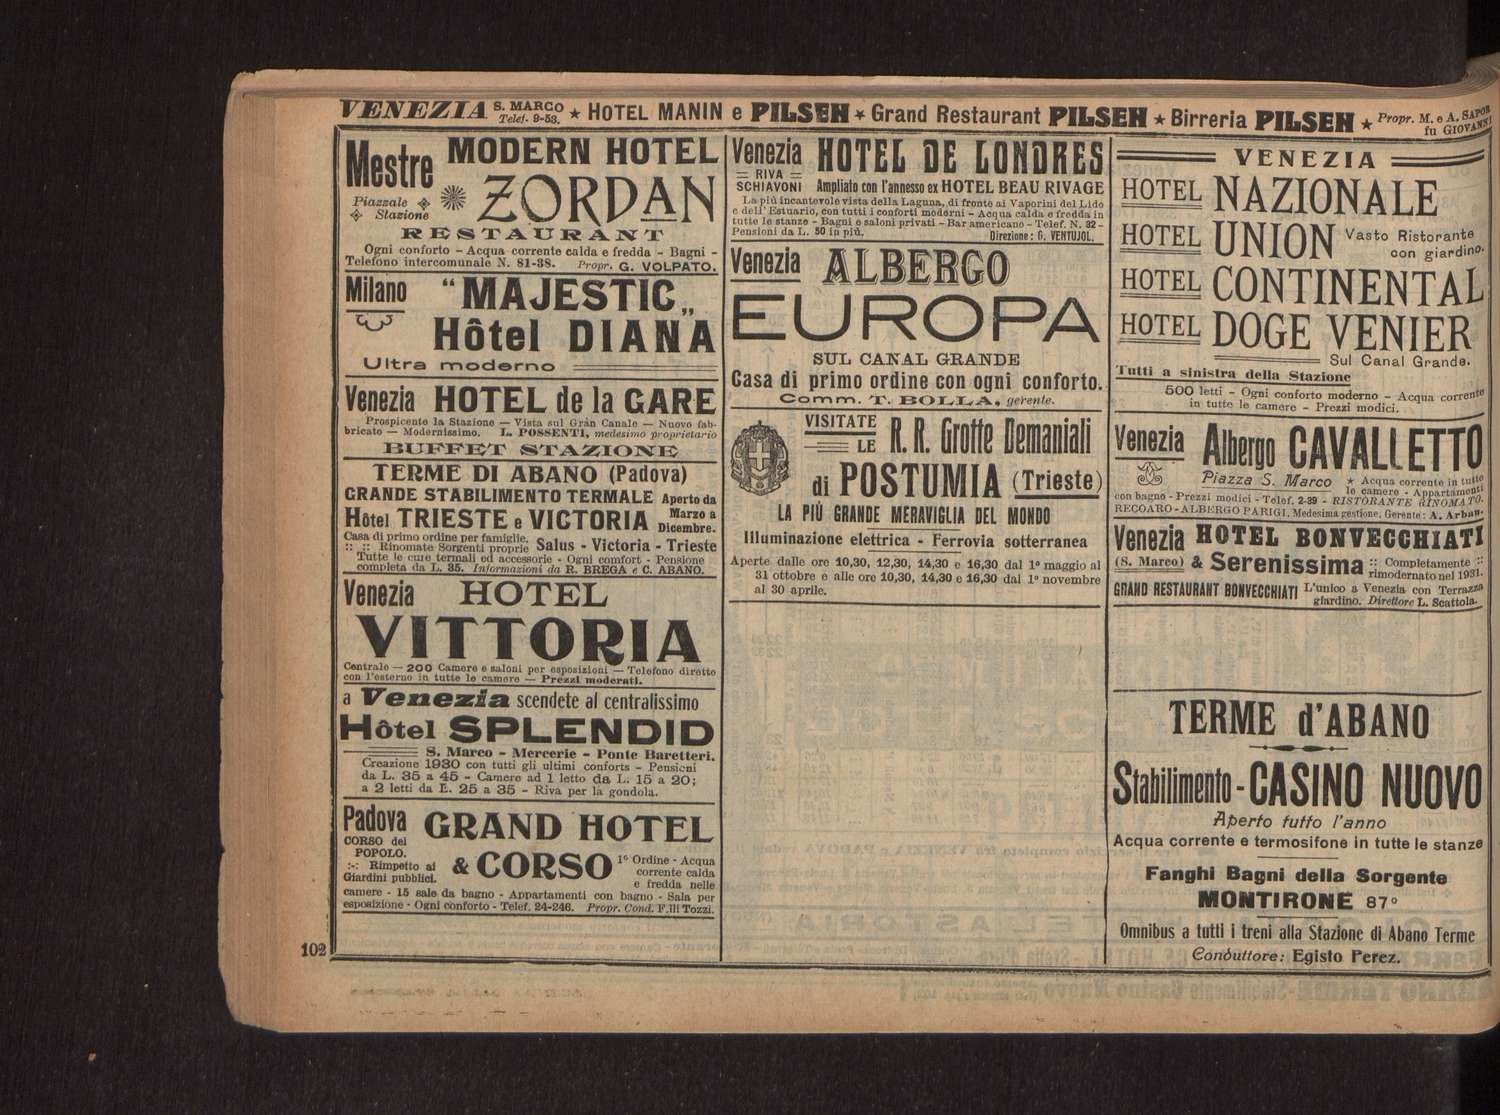 VENEZIA S. MARCO Telef. 9-53. ★ HOTEL MANIN e PILSEN ★ Grand Restaurant PILSEN ★ Birreria PILSEN ★ Propr. M. e A. SAPOR fu GIOVANNI
Mestre MODERN HOTEL
Piazzale Stazione ZORDAN
RESTAURANT
Ogni conforto - Acqua corrente calda e fredda - Bagni -
Telefono intercomunale N. 81-38. Propr. G. VOLPATO.
Milano "MAJESTIC„
Hôtel DIANA
Ultra moderno
Venezia HOTEL de la GARE
Prospicente la Stazione — Vista sul Gran Canale — Nuovo fab-
bricato — Modernissimo. L. POSSENTI, medesimo proprietario
BUFFET STAZIONE
TERME DI ABANO (Padova)
GRANDE STABILIMENTO TERMALE Aperto da
Hôtel TRIESTE e VICTORIA Marzo a Dicembre.
Casa di primo ordine per famiglie.
:: :: Rinomate Sorgenti proprie Salus - Victoria - Trieste
Tutte le cure termali ed accessorie - Ogni comfort - Pensione
completa da L. 35. Informazioni da R. BREGA e C. ABANO.
Venezia HOTEL
VITTORIA
Centrale — 200 Camere e saloni per esposizioni — Telefono diretto
con l'esterno in tutte le camere — Prezzi moderati.
a Venezia scendete al centralissimo
Hôtel SPLENDID
S. Marco - Mercerie - Ponte Baretteri.
Creazione 1930 con tutti gli ultimi conforts - Pensioni
da L. 35 a 45 - Camere ad 1 letto da L. 15 a 20;
a 2 letti da L. 25 a 35 - Riva per la gondola.
Padova GRAND HOTEL
CORSO del POPOLO. & CORSO 1º Ordine - Acqua
:-: Rimpetto ai corrente calda
Giardini pubblici. e fredda nelle
camere - 15 sale da bagno - Appartamenti con bagno - Sala per
esposizione - Ogni conforto - Telef. 24-246. Propr. Cond. F.lli Tozzi.
102
Venezia HOTEL DE LONDRES
RIVA SCHIAVONI Ampliato con l'annesso ex HOTEL BEAU RIVAGE
La più incantevole vista della Laguna, di fronte ai Vaporini del Lido
e dell'Estuario, con tutti i conforti moderni - Acqua calda e fredda in
tutte le stanze - Bagni e saloni privati - Bar americano - Telef. N. 32 -
Pensioni da L. 50 in più. Direzione: G. VENTUJOL.
Venezia ALBERGO
EUROPA
SUL CANAL GRANDE
Casa di primo ordine con ogni conforto.
Comm. T. BOLLA, gerente.
VISITATE LE R. R. Grotte Demaniali
di POSTUMIA (Trieste)
LA PIÙ GRANDE MERAVIGLIA DEL MONDO
Illuminazione elettrica - Ferrovia sotterranea
Aperte dalle ore 10,30, 12,30, 14,30 e 16,30 dal 1º maggio al
31 ottobre e alle ore 10,30, 14,30 e 16,30 dal 1º novembre
al 30 aprile.
VENEZIA
HOTEL NAZIONALE
HOTEL UNION Vasto Ristorante con giardino.
HOTEL CONTINENTAL
HOTEL DOGE VENIER
Sul Canal Grande.
Tutti a sinistra della Stazione
500 letti - Ogni conforto moderno - Acqua corrente
in tutte le camere - Prezzi modici.
Venezia Albergo CAVALLETTO
Piazza S. Marco ★ Acqua corrente in tutte
le camere - Appartamenti
con bagno - Prezzi modici - Telef. 2-39 - RISTORANTE RINOMATO.
RECOARO - ALBERGO PARIGI. Medesima gestione. Gerente: A. Arban.
Venezia HOTEL BONVECCHIATI
(S. Marco) & Serenissima :: Completamente ::
rimodernato nel 1931.
GRAND RESTAURANT BONVECCHIATI L'unico a Venezia con Terrazza
giardino. Direttore L. Scattola.
TERME d'ABANO
Stabilimento - CASINO NUOVO
Aperto tutto l'anno
Acqua corrente e termosifone in tutte le stanze
Fanghi Bagni della Sorgente
MONTIRONE 87º
Omnibus a tutti i treni alla Stazione di Abano Terme
Conduttore: Egisto Perez.